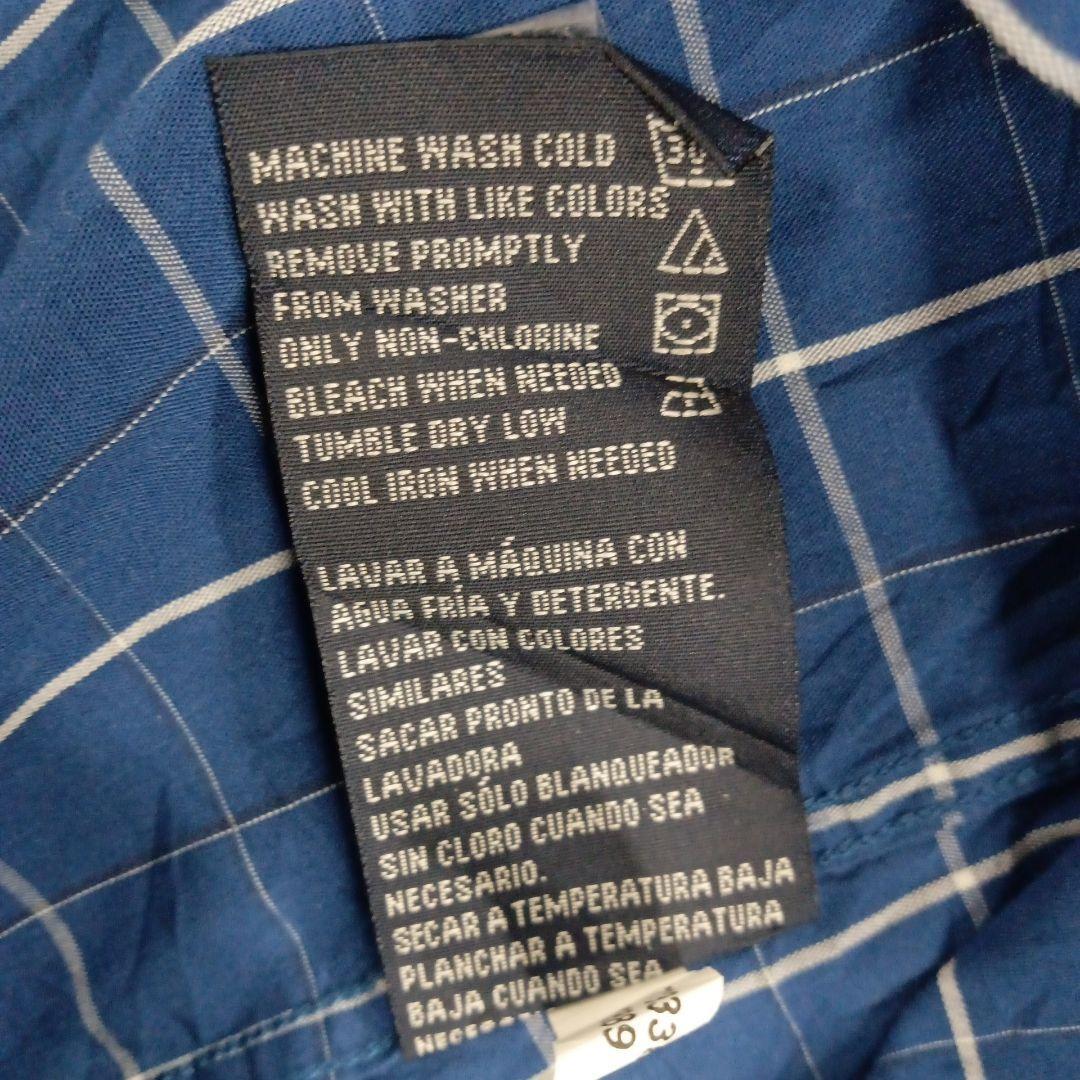 MACHINE WASH COLD
WASH WITH LIKE COLORS
REMOVE PROMPTLY
FROM WASHER
ONLY NON-CHLORINE
BLEACH WHEN NEEDED
TUMBLE DRY LOW
COOL IRON WHEN NEEDED
30
LAVAR A MÁQUINA CON
AGUA FRÍA Y DETERGENTE.
LAVAR CON COLORES
SIMILARES
SACAR PRONTO DE LA
LAVADORA
USAR SÓLO BLANQUEADOR
SIN CLORO CUANDO SEA
NECESARIO.
SECAR A TEMPERATURA BAJA
PLANCHAR A TEMPERATURA
BAJA CUANDO SEA